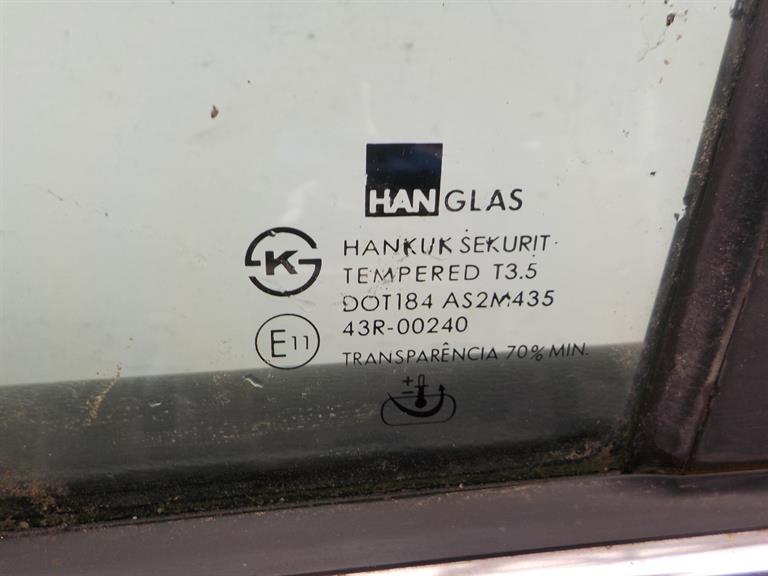 HANGLAS
HANKUK SEKURIT
TEMPERED T3.5
DOT184 AS2M435
43R-00240
E11
TRANSPARÊNCIA 70% MIN.